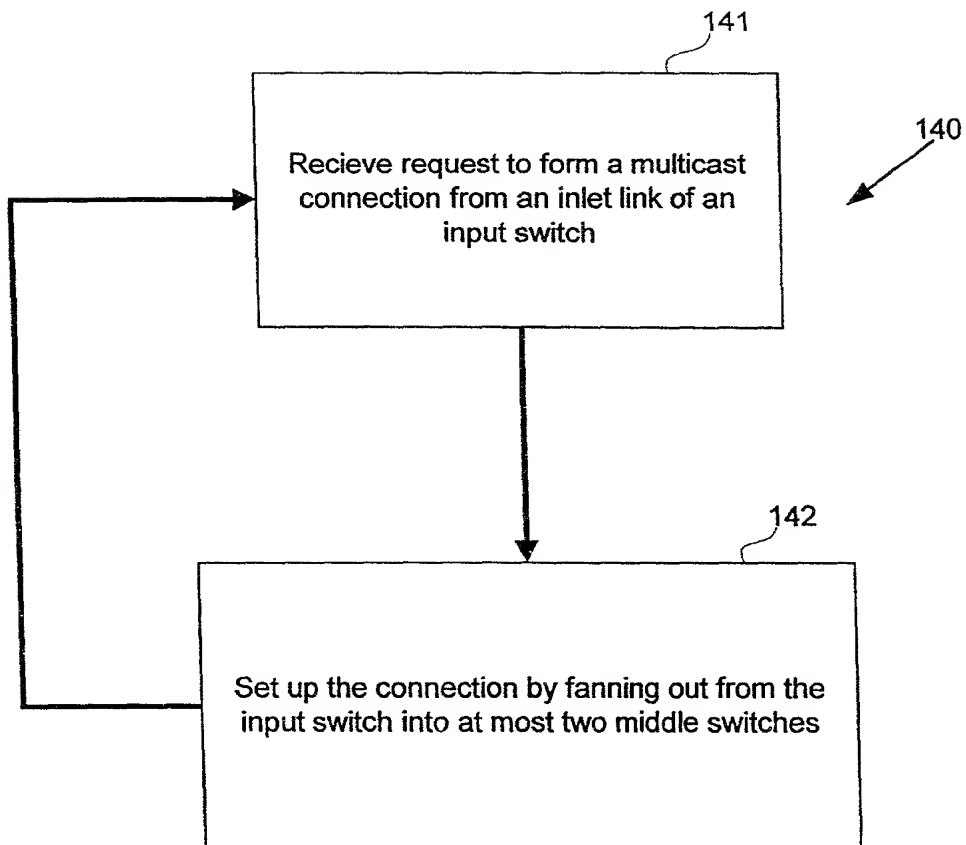 141
140
Recieve request to form a multicast
connection from an inlet link of an
input switch
142
Set up the connection by fanning out from the
input switch into at most two middle switches